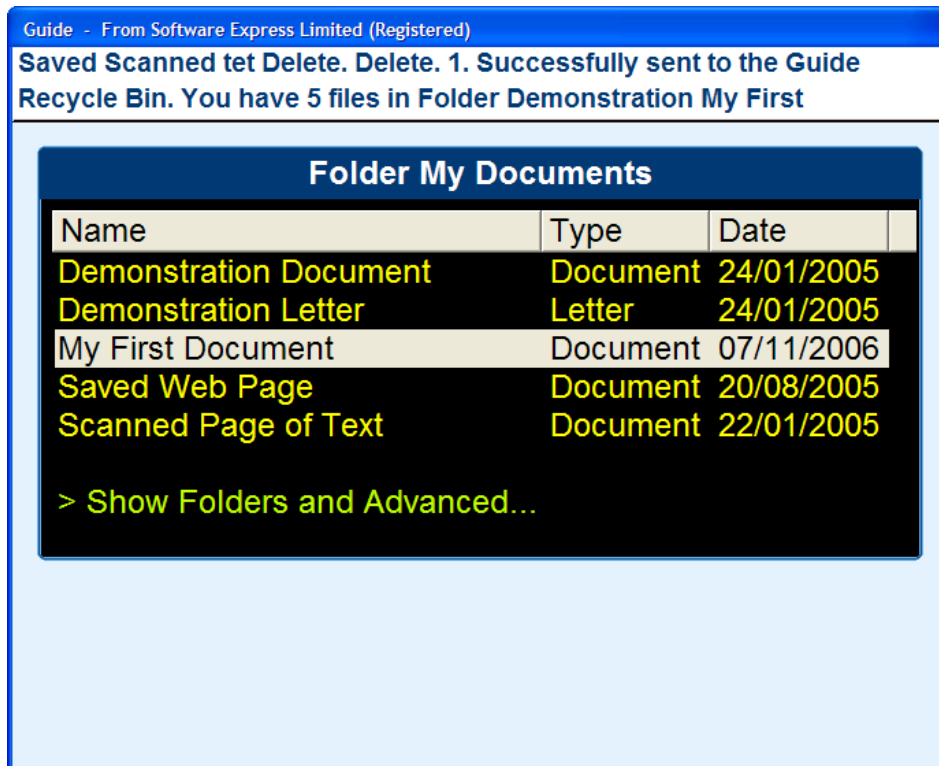 Guide - From Software Express Limited (Registered)
Saved Scanned tet Delete. Delete. 1. Successfully sent to the Guide
Recycle Bin. You have 5 files in Folder Demonstration My First
Folder My Documents
Name Type Date
Demonstration Document Document 24/01/2005
Demonstration Letter Letter 24/01/2005
My First Document Document 07/11/2006
Saved Web Page Document 20/08/2005
Scanned Page of Text Document 22/01/2005
> Show Folders and Advanced...